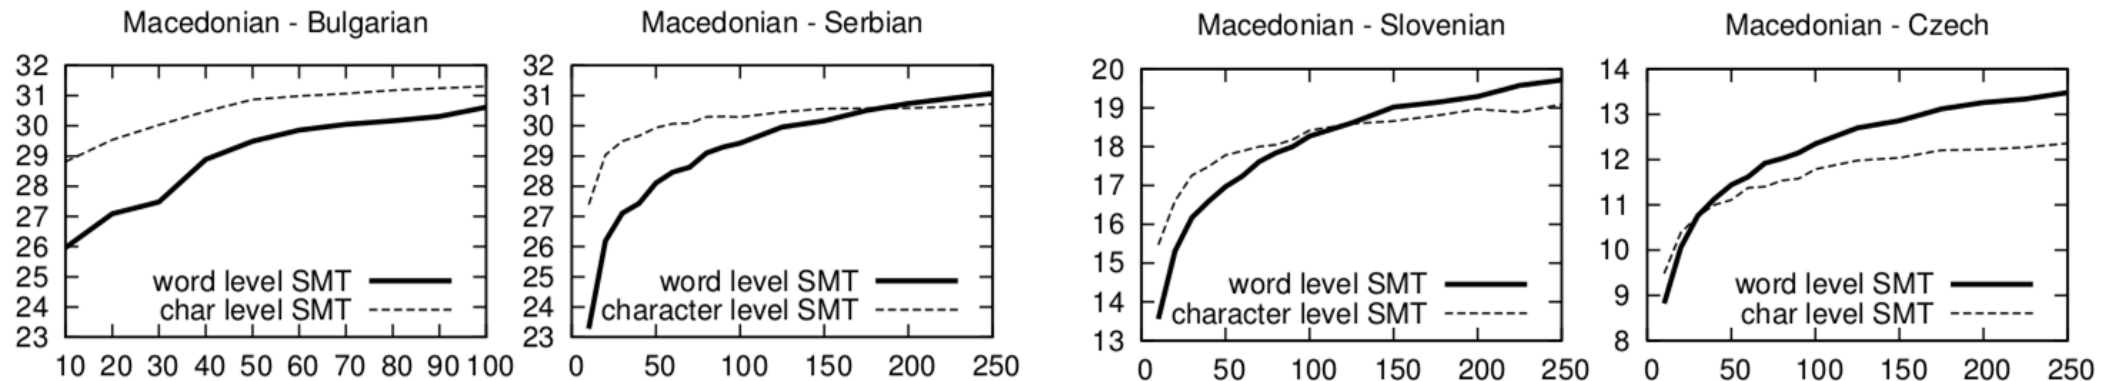 Macedonian - Bulgarian
32
31
30
29
28
27
26
25
24
23
word level SMT
char level SMT
10 20 30 40 50 60 70 80 90 100
Macedonian - Serbian
32
31
30
29
28
27
26
25
24
23
word level SMT
character level SMT
0 50 100 150 200 250
Macedonian - Slovenian
20
19
18
17
16
15
14
13
word level SMT
character level SMT
0 50 100 150 200 250
Macedonian - Czech
14
13
12
11
10
9
8
word level SMT
char level SMT
0 50 100 150 200 250